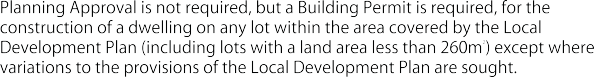 Planning Approval is not required, but a Building Permit is required, for the
construction of a dwelling on any lot within the area covered by the Local
Development Plan (including lots with a land area less than 260m²) except where
variations to the provisions of the Local Development Plan are sought.